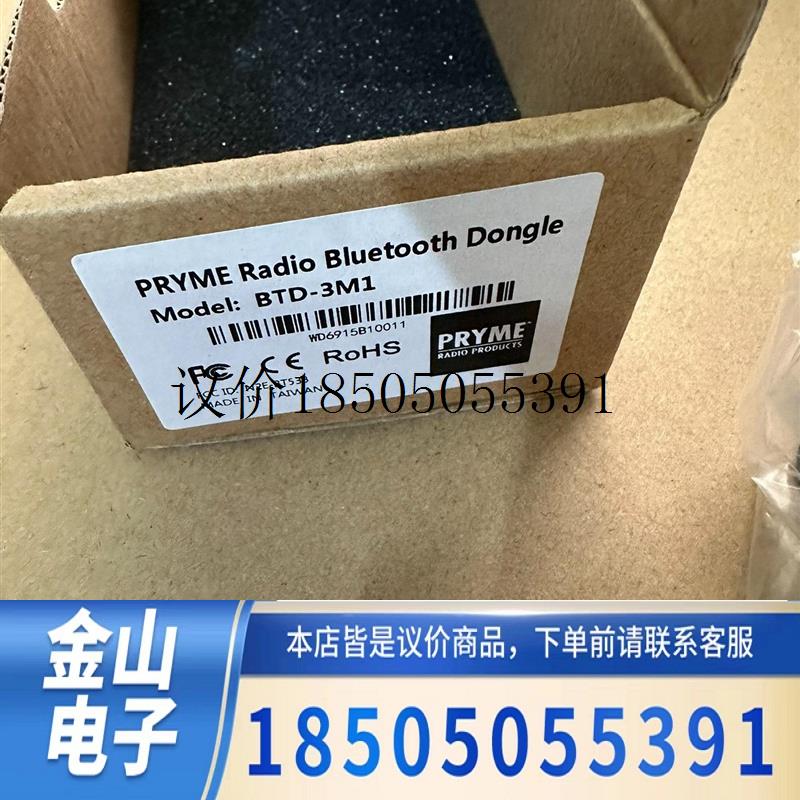 PRYME Radio Bluetooth Dongle
Model: BTD-3M1
WD6915B10011
FC CE RoHS
PRYME
RADIO PRODUCTS
MADE IN TAIWAN
议价18505055391
金山
电子
本店皆是议价商品，下单前请联系客服
18505055391